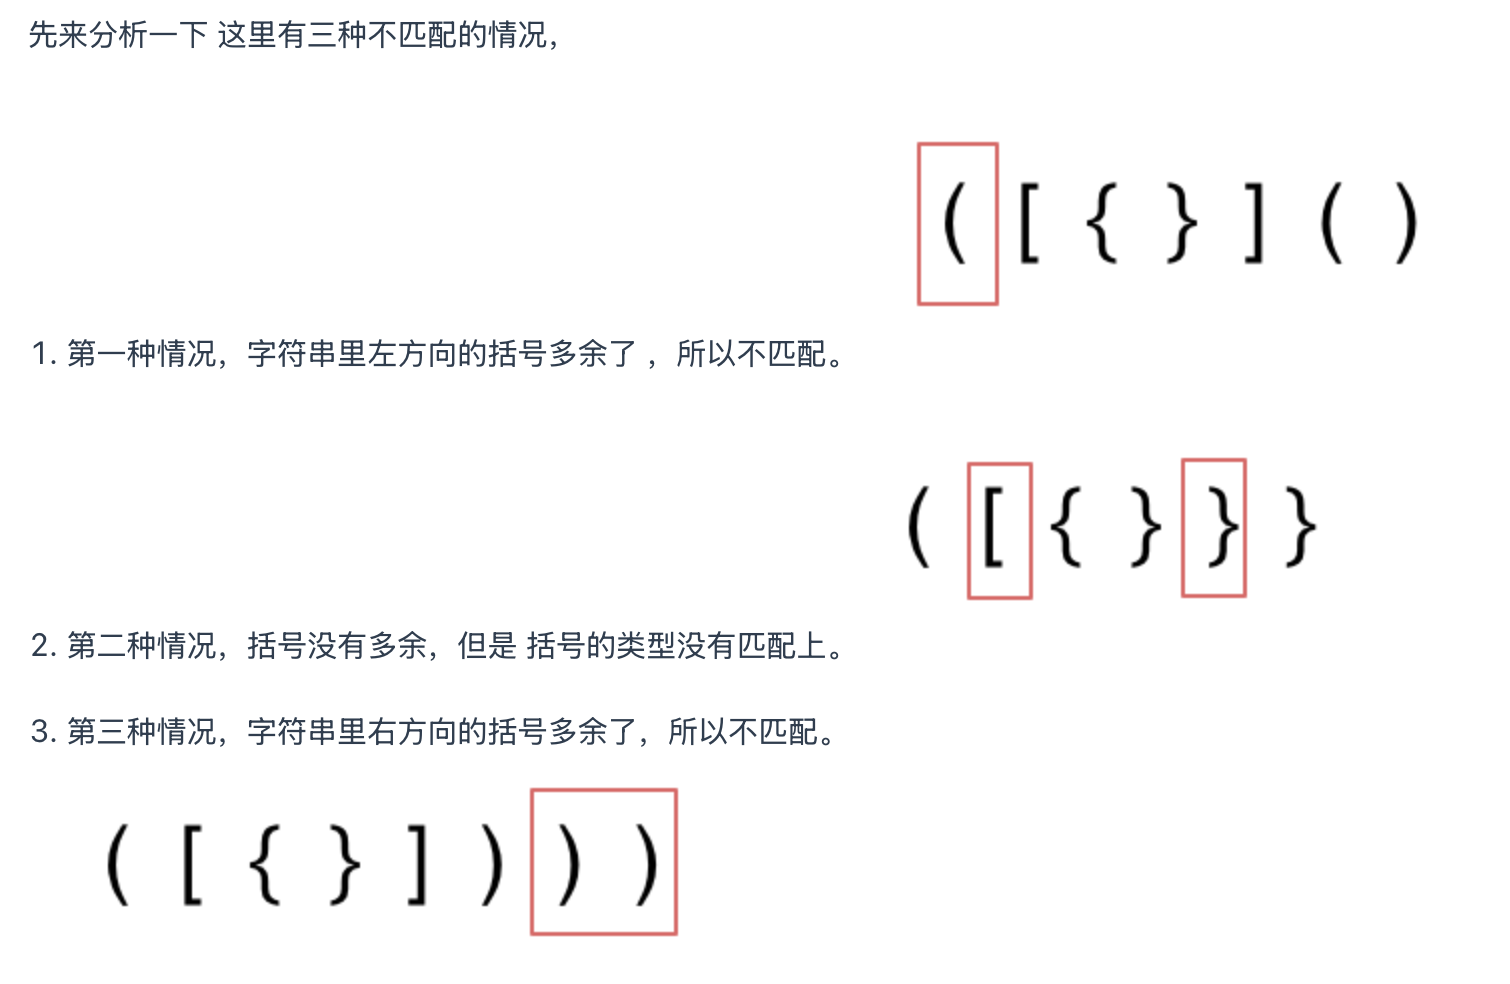 先来分析一下 这里有三种不匹配的情况，
( [ { } ] ( )
1. 第一种情况，字符串里左方向的括号多余了 ，所以不匹配。
( [ { } } }
2. 第二种情况，括号没有多余，但是 括号的类型没有匹配上。
3. 第三种情况，字符串里右方向的括号多余了，所以不匹配。
( [ { } ] ) ) )